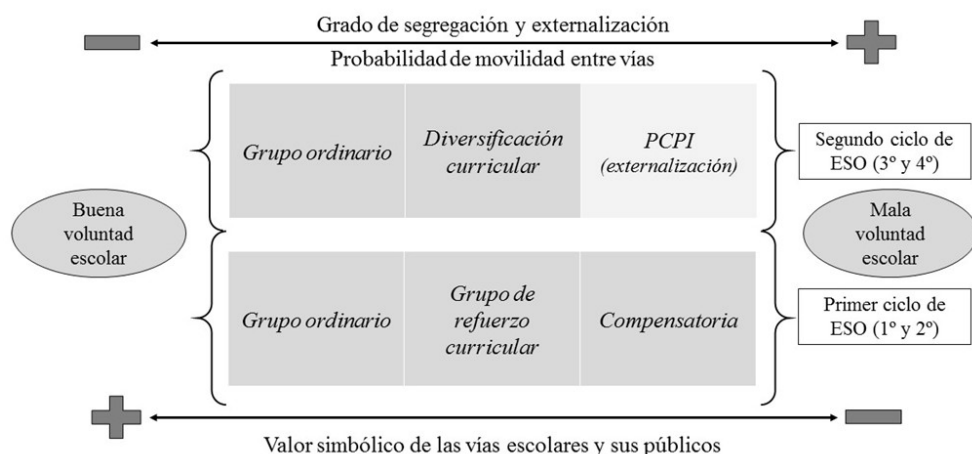 Grado de segregación y externalización
Probabilidad de movilidad entre vías
Grupo ordinario
Diversificación
curricular
PCPI
(externalización)
Segundo ciclo de
ESO (3º y 4º)
Buena
voluntad
escolar
Mala
voluntad
escolar
Grupo ordinario
Grupo de
refuerzo
curricular
Compensatoria
Primer ciclo de
ESO (1º y 2º)
Valor simbólico de las vías escolares y sus públicos